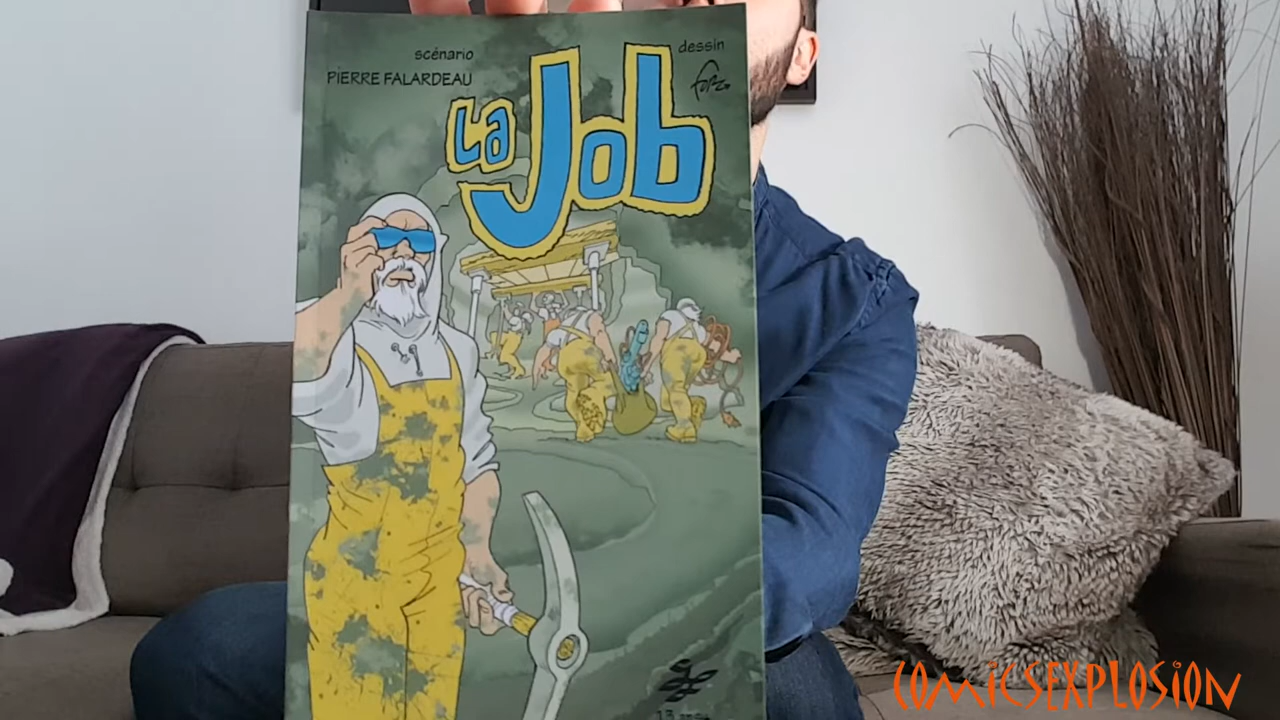 scénario
PIERRE FALARDEAU
dessin
La Job
COMICSEXPLOSION